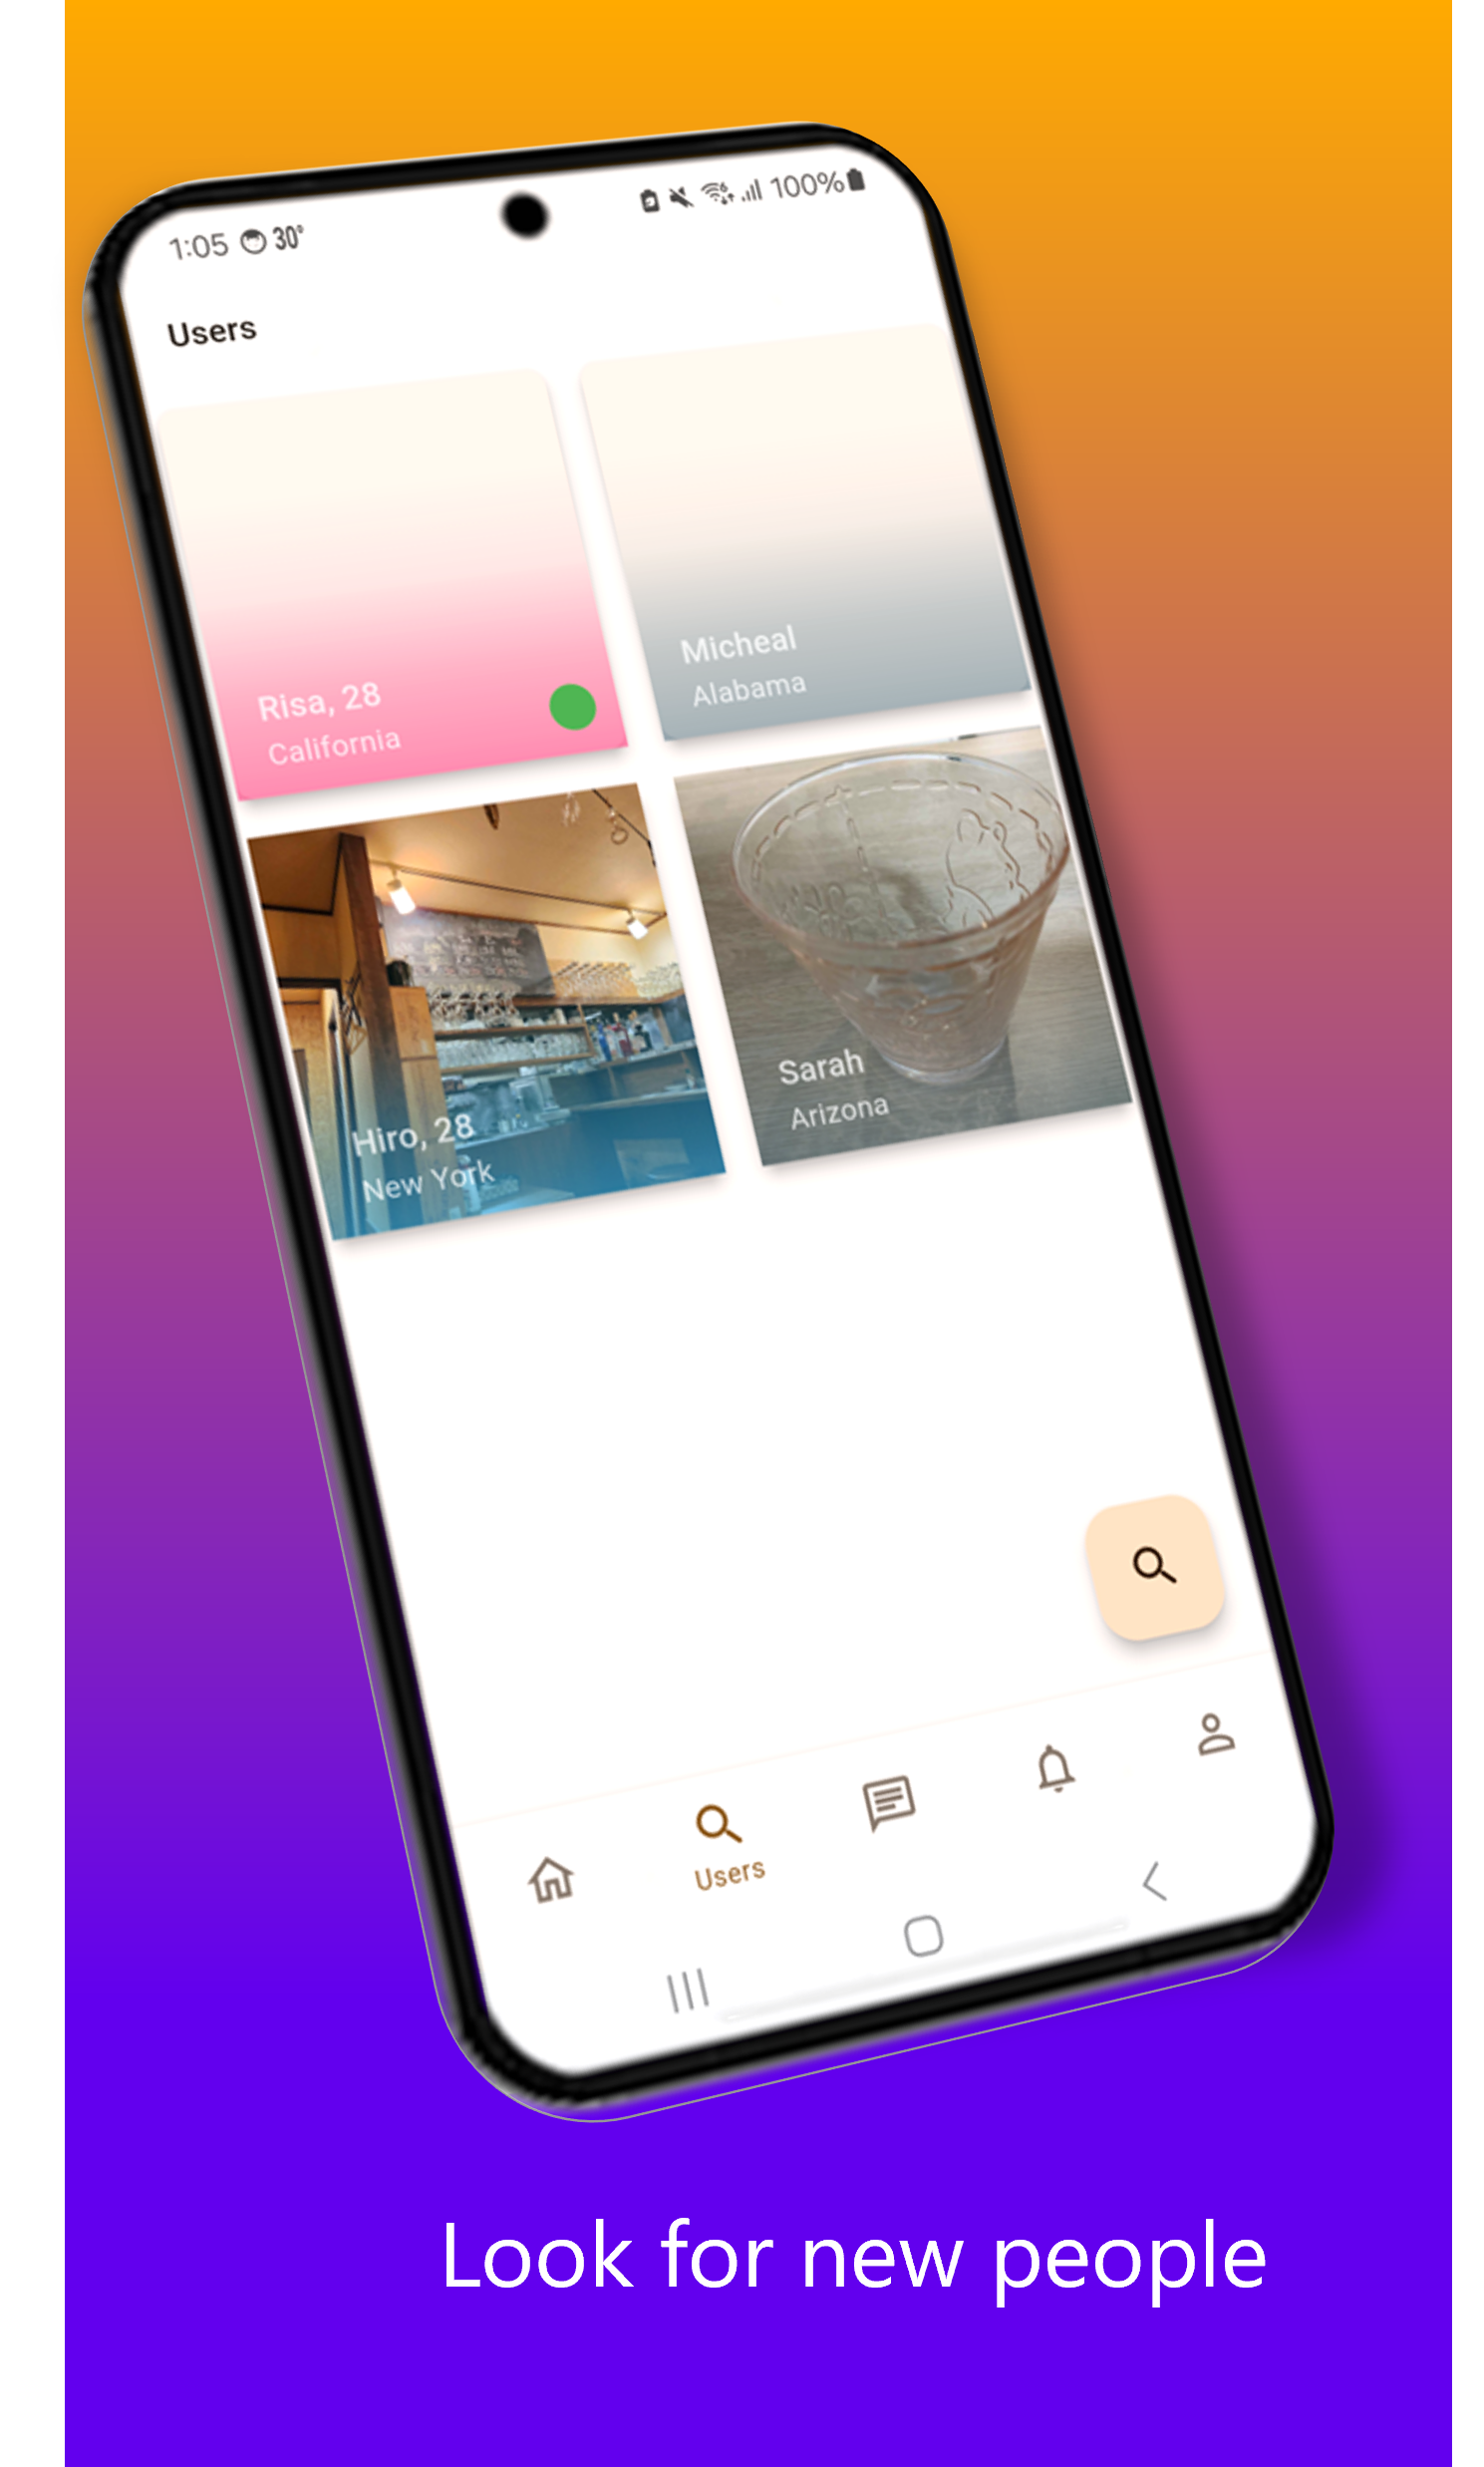 1:05 30°
100%
Users
Risa, 28
California
Micheal
Alabama
Hiro, 28
New York
Sarah
Arizona
Users
Look for new people